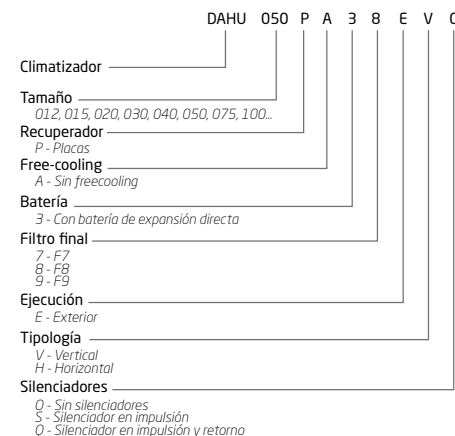 DAHU 050 P A 3 8 E V
Climatizador
Tamaño
012, 015, 020, 030, 040, 050, 075, 100...
Recuperador
P - Placas
Free-cooling
A - Sin freecooling
Batería
3 - Con batería de expansión directa
Filtro final
7 - F7
8 - F8
9 - F9
Ejecución
E - Exterior
Tipología
V - Vertical
H - Horizontal
Silenciadores
0 - Sin silenciadores
S - Silenciador en impulsión
Q - Silenciador en impulsión y retorno